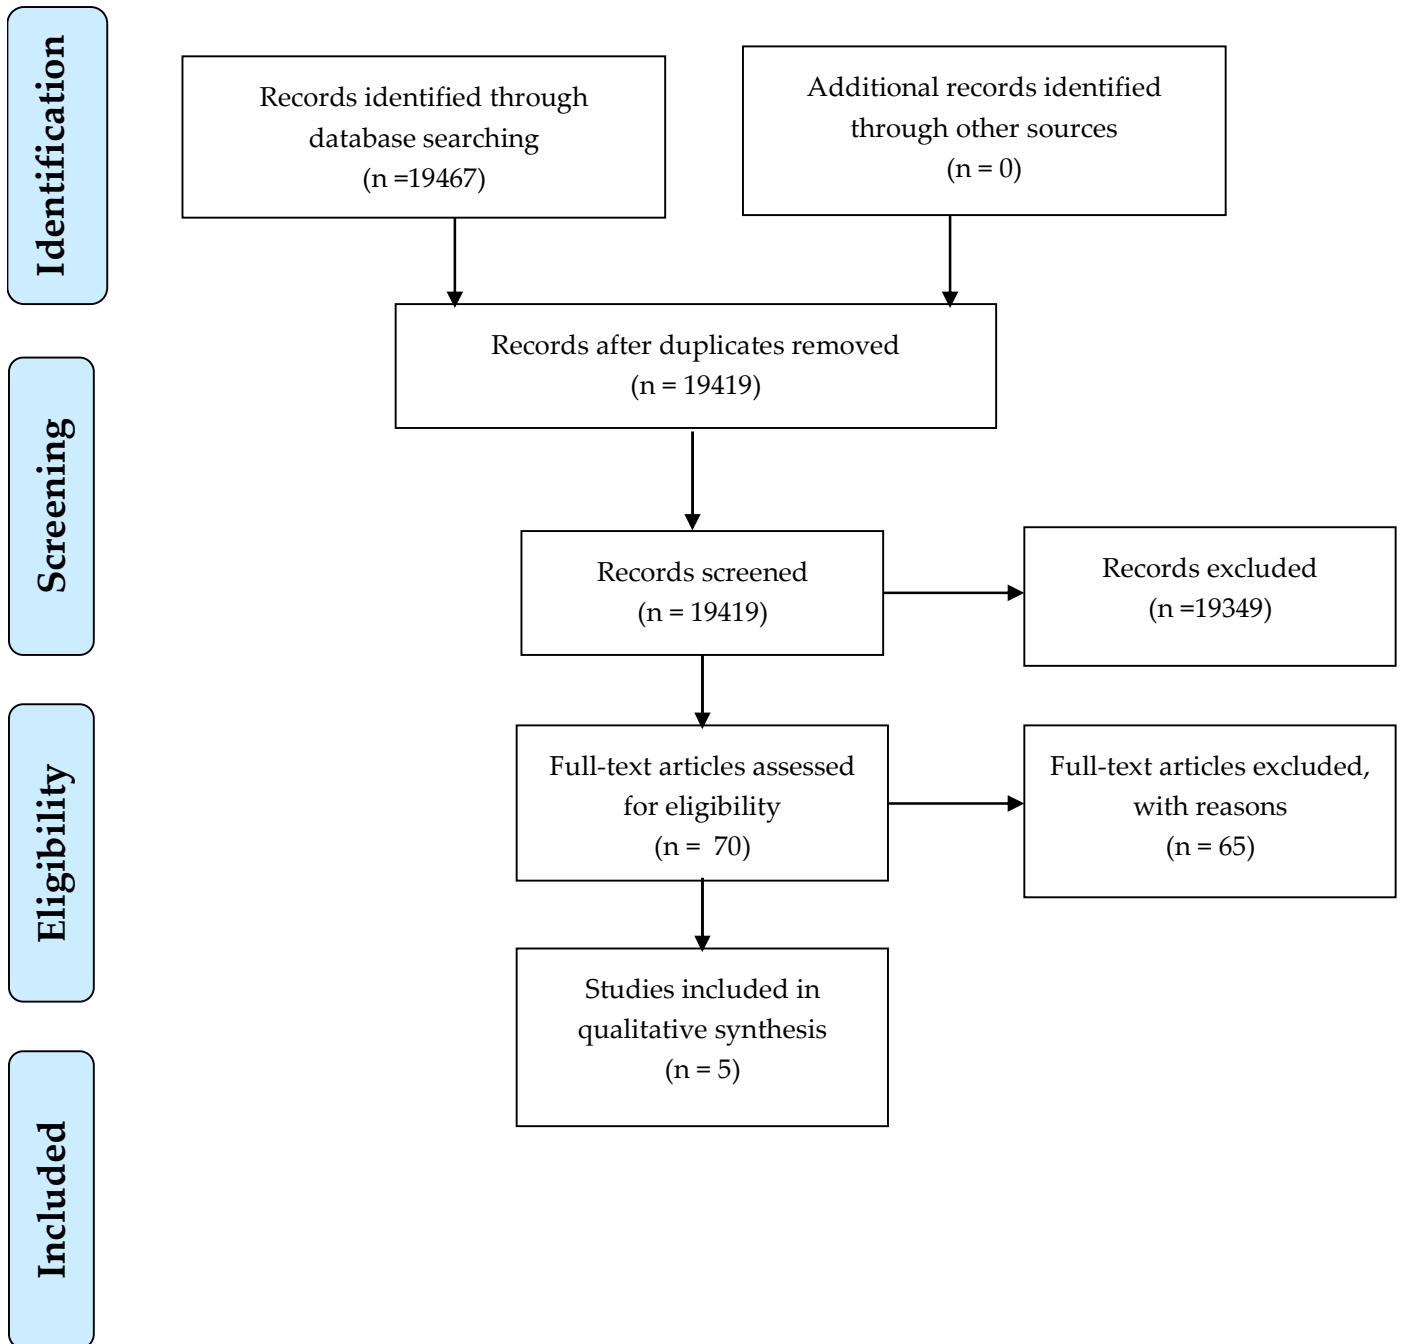 Identification
Records identified through
database searching
(n =19467)
Additional records identified
through other sources
(n = 0)
Records after duplicates removed
(n = 19419)
Screening
Records screened
(n = 19419)
Records excluded
(n =19349)
Eligibility
Full-text articles assessed
for eligibility
(n =  70)
Full-text articles excluded,
with reasons
(n = 65)
Studies included in
qualitative synthesis
(n = 5)
Included